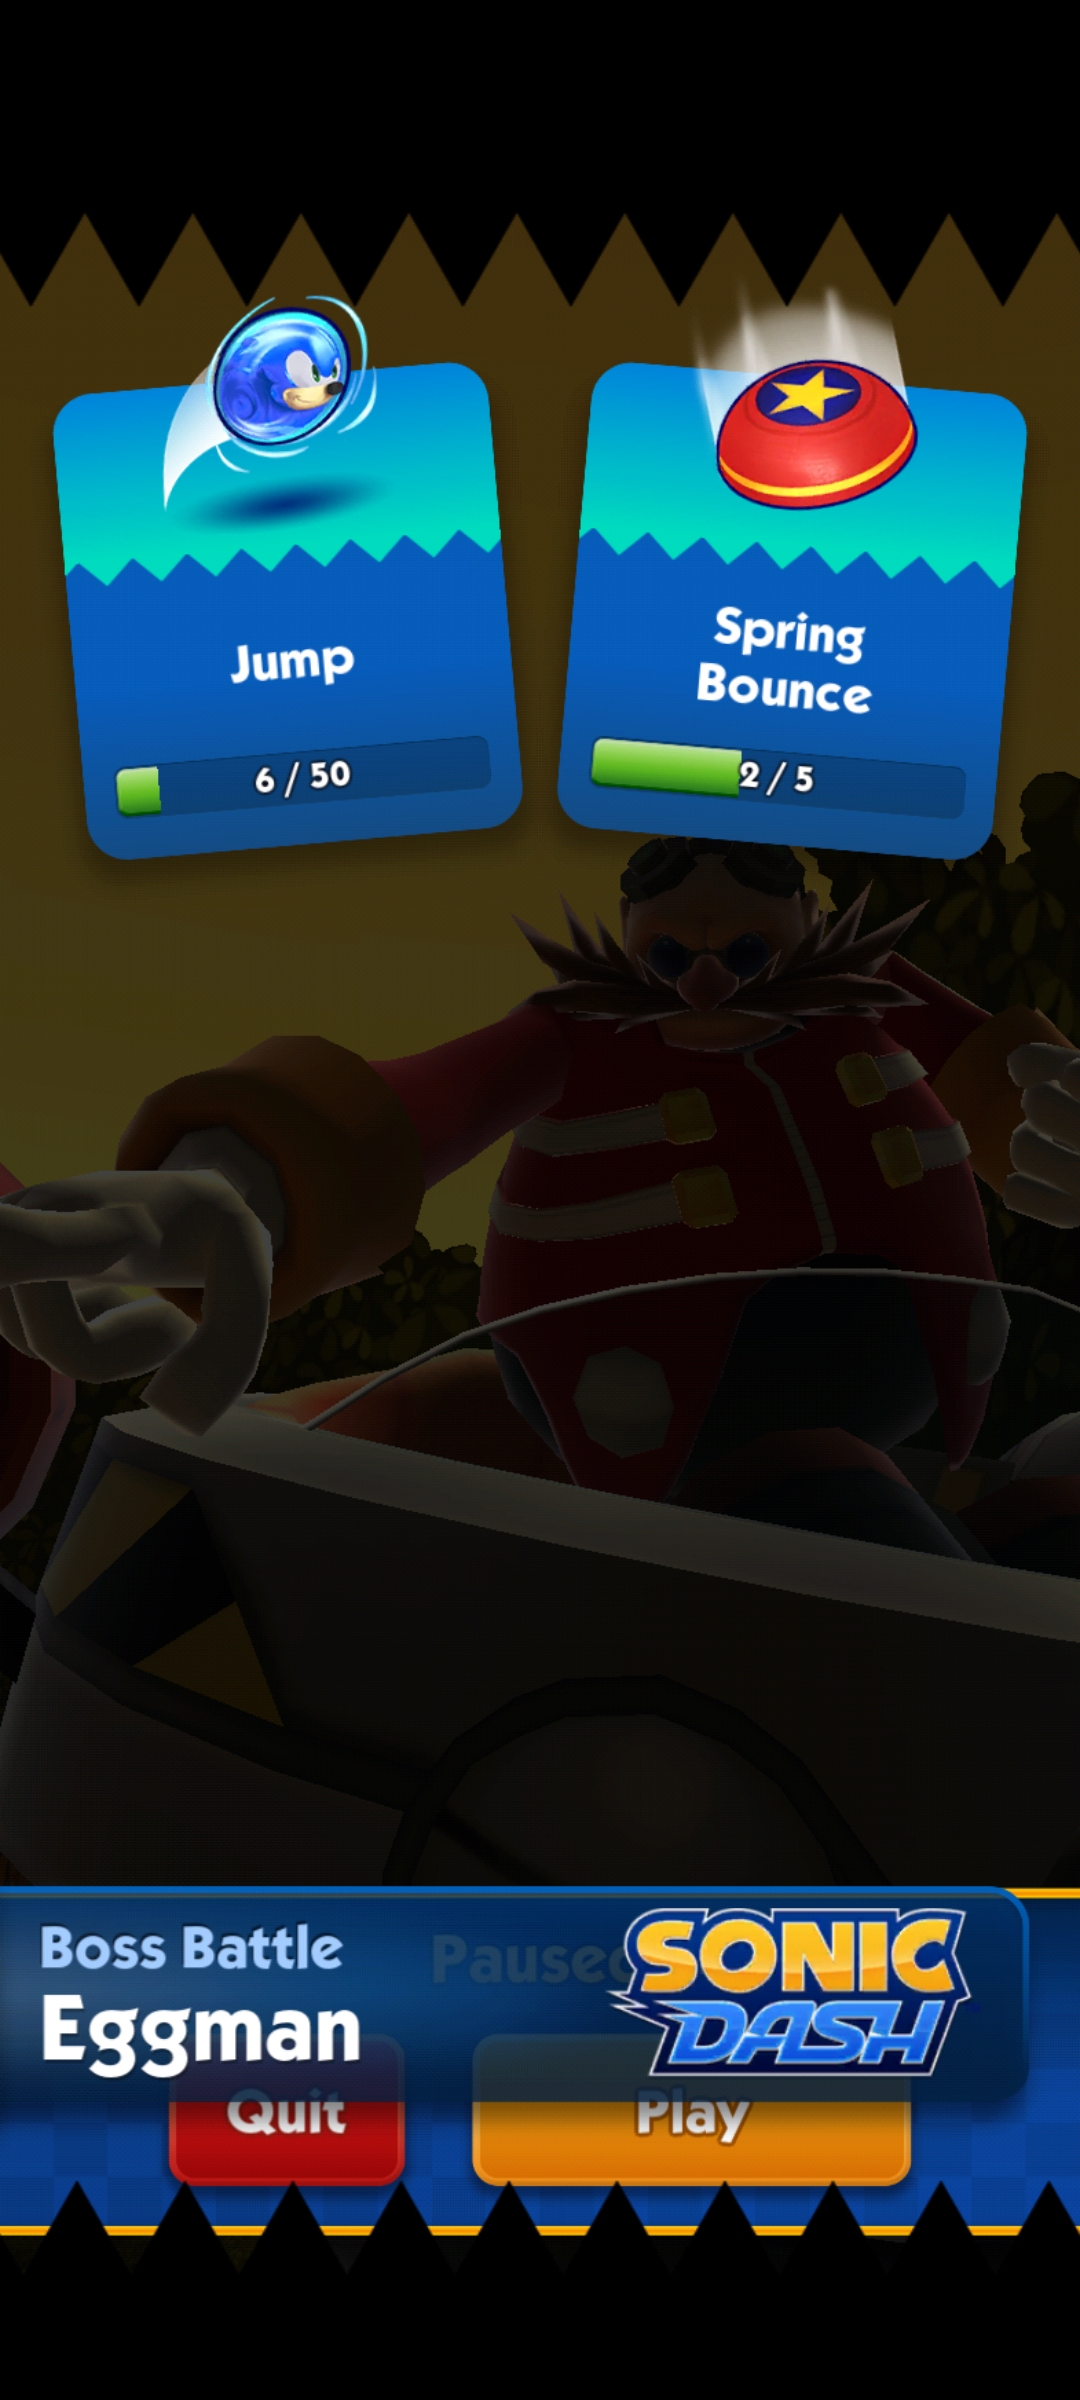 Jump
6 / 50
Spring
Bounce
2 / 5
Boss Battle
Eggman
Paused
SONIC
DASH
Quit
Play